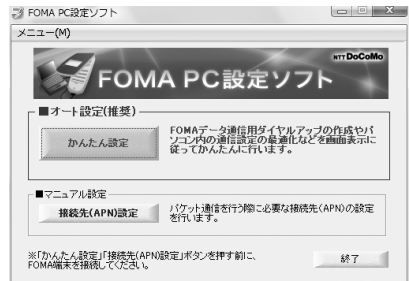 FOMA PC設定ソフト
メニュー(M)
NTT DoCoMo
FOMA PC設定ソフト
■オート設定(推奨)
かんたん設定
FOMAデータ通信用ダイヤルアップの作成やパ
ソコン内の通信設定の最適化などを画面表示に
従ってかんたんに行います。
■マニュアル設定
接続先(APN)設定
パケット通信を行う際に必要な接続先(APN)の設定
を行います。
※「かんたん設定」「接続先(APN)設定」ボタンを押す前に、
FOMA端末を接続してください。
終了